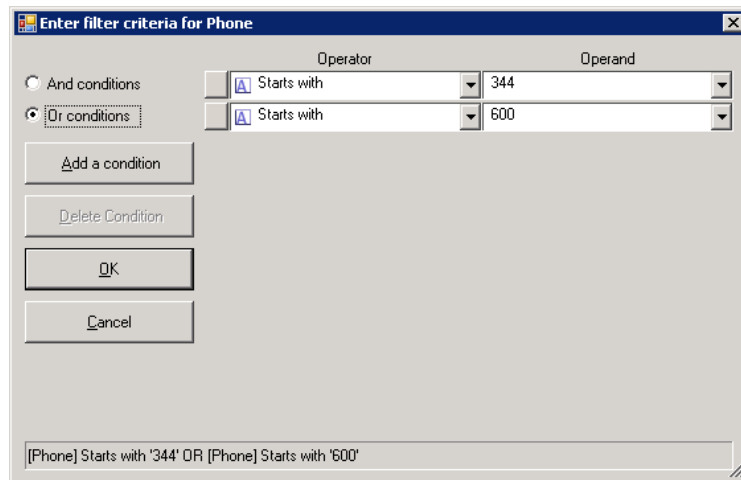 Enter filter criteria for Phone
Operator Operand
And conditions
A Starts with 344
Or conditions
A Starts with 600
Add a condition
Delete Condition
OK
Cancel
[Phone] Starts with '344' OR [Phone] Starts with '600'